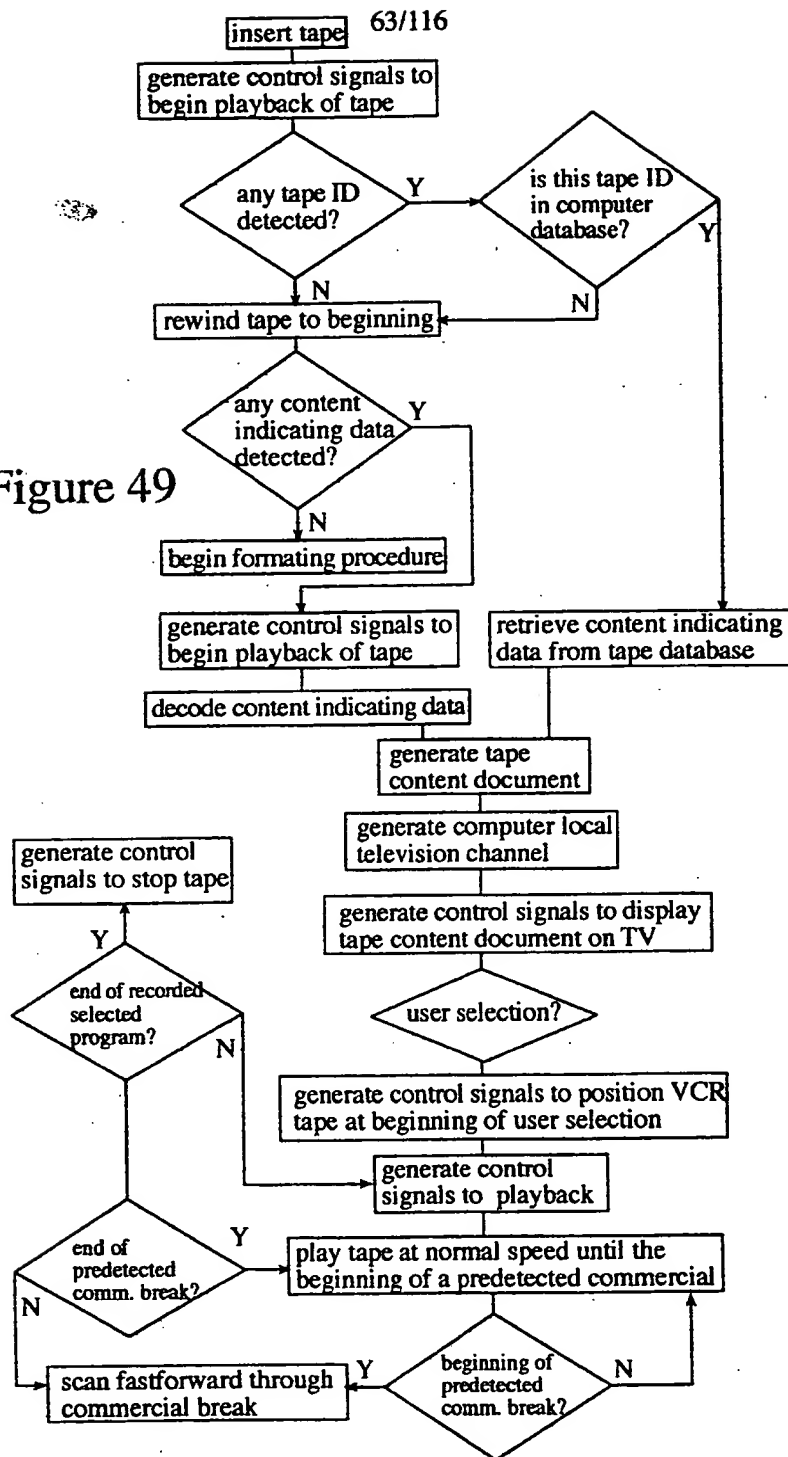 63/116
insert tape
generate control signals to
begin playback of tape
any tape ID
detected?
Y
is this tape ID
in computer
database?
Y
N
N
rewind tape to beginning
any content
indicating data
detected?
Y
Figure 49
N
begin formating procedure
generate control signals to
begin playback of tape
retrieve content indicating
data from tape database
decode content indicating data
generate tape
content document
generate computer local
television channel
generate control
signals to stop tape
generate control signals to display
tape content document on TV
Y
end of recorded
selected
program?
N
user selection?
generate control signals to position VCR
tape at beginning of user selection
generate control
signals to playback
end of
predetected
comm. break?
Y
N
play tape at normal speed until the
beginning of a predetected commercial
scan fastforward through
commercial break
Y
beginning of
predetected
comm. break?
N